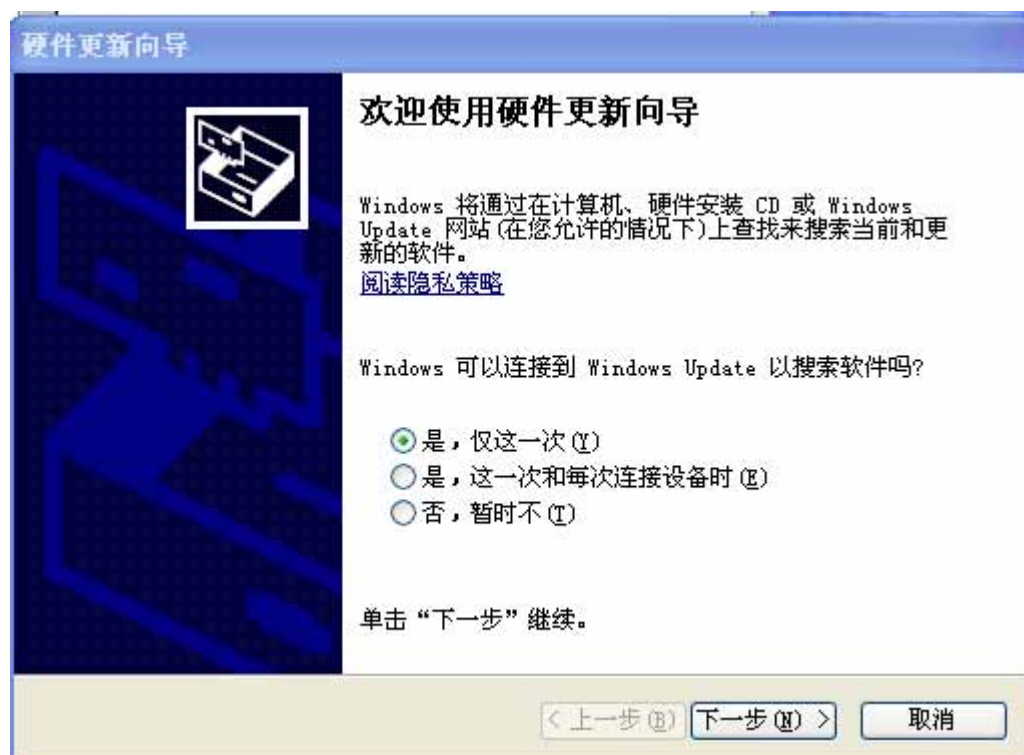 硬件更新向导
欢迎使用硬件更新向导
Windows 将通过在计算机、硬件安装 CD 或 Windows
Update 网站(在您允许的情况下)上查找来搜索当前和更
新的软件。
阅读隐私策略
Windows 可以连接到 Windows Update 以搜索软件吗?
是，仅这一次(Y)
是，这一次和每次连接设备时(E)
否，暂时不(T)
单击“下一步”继续。
< 上一步(B) 下一步(N) > 取消